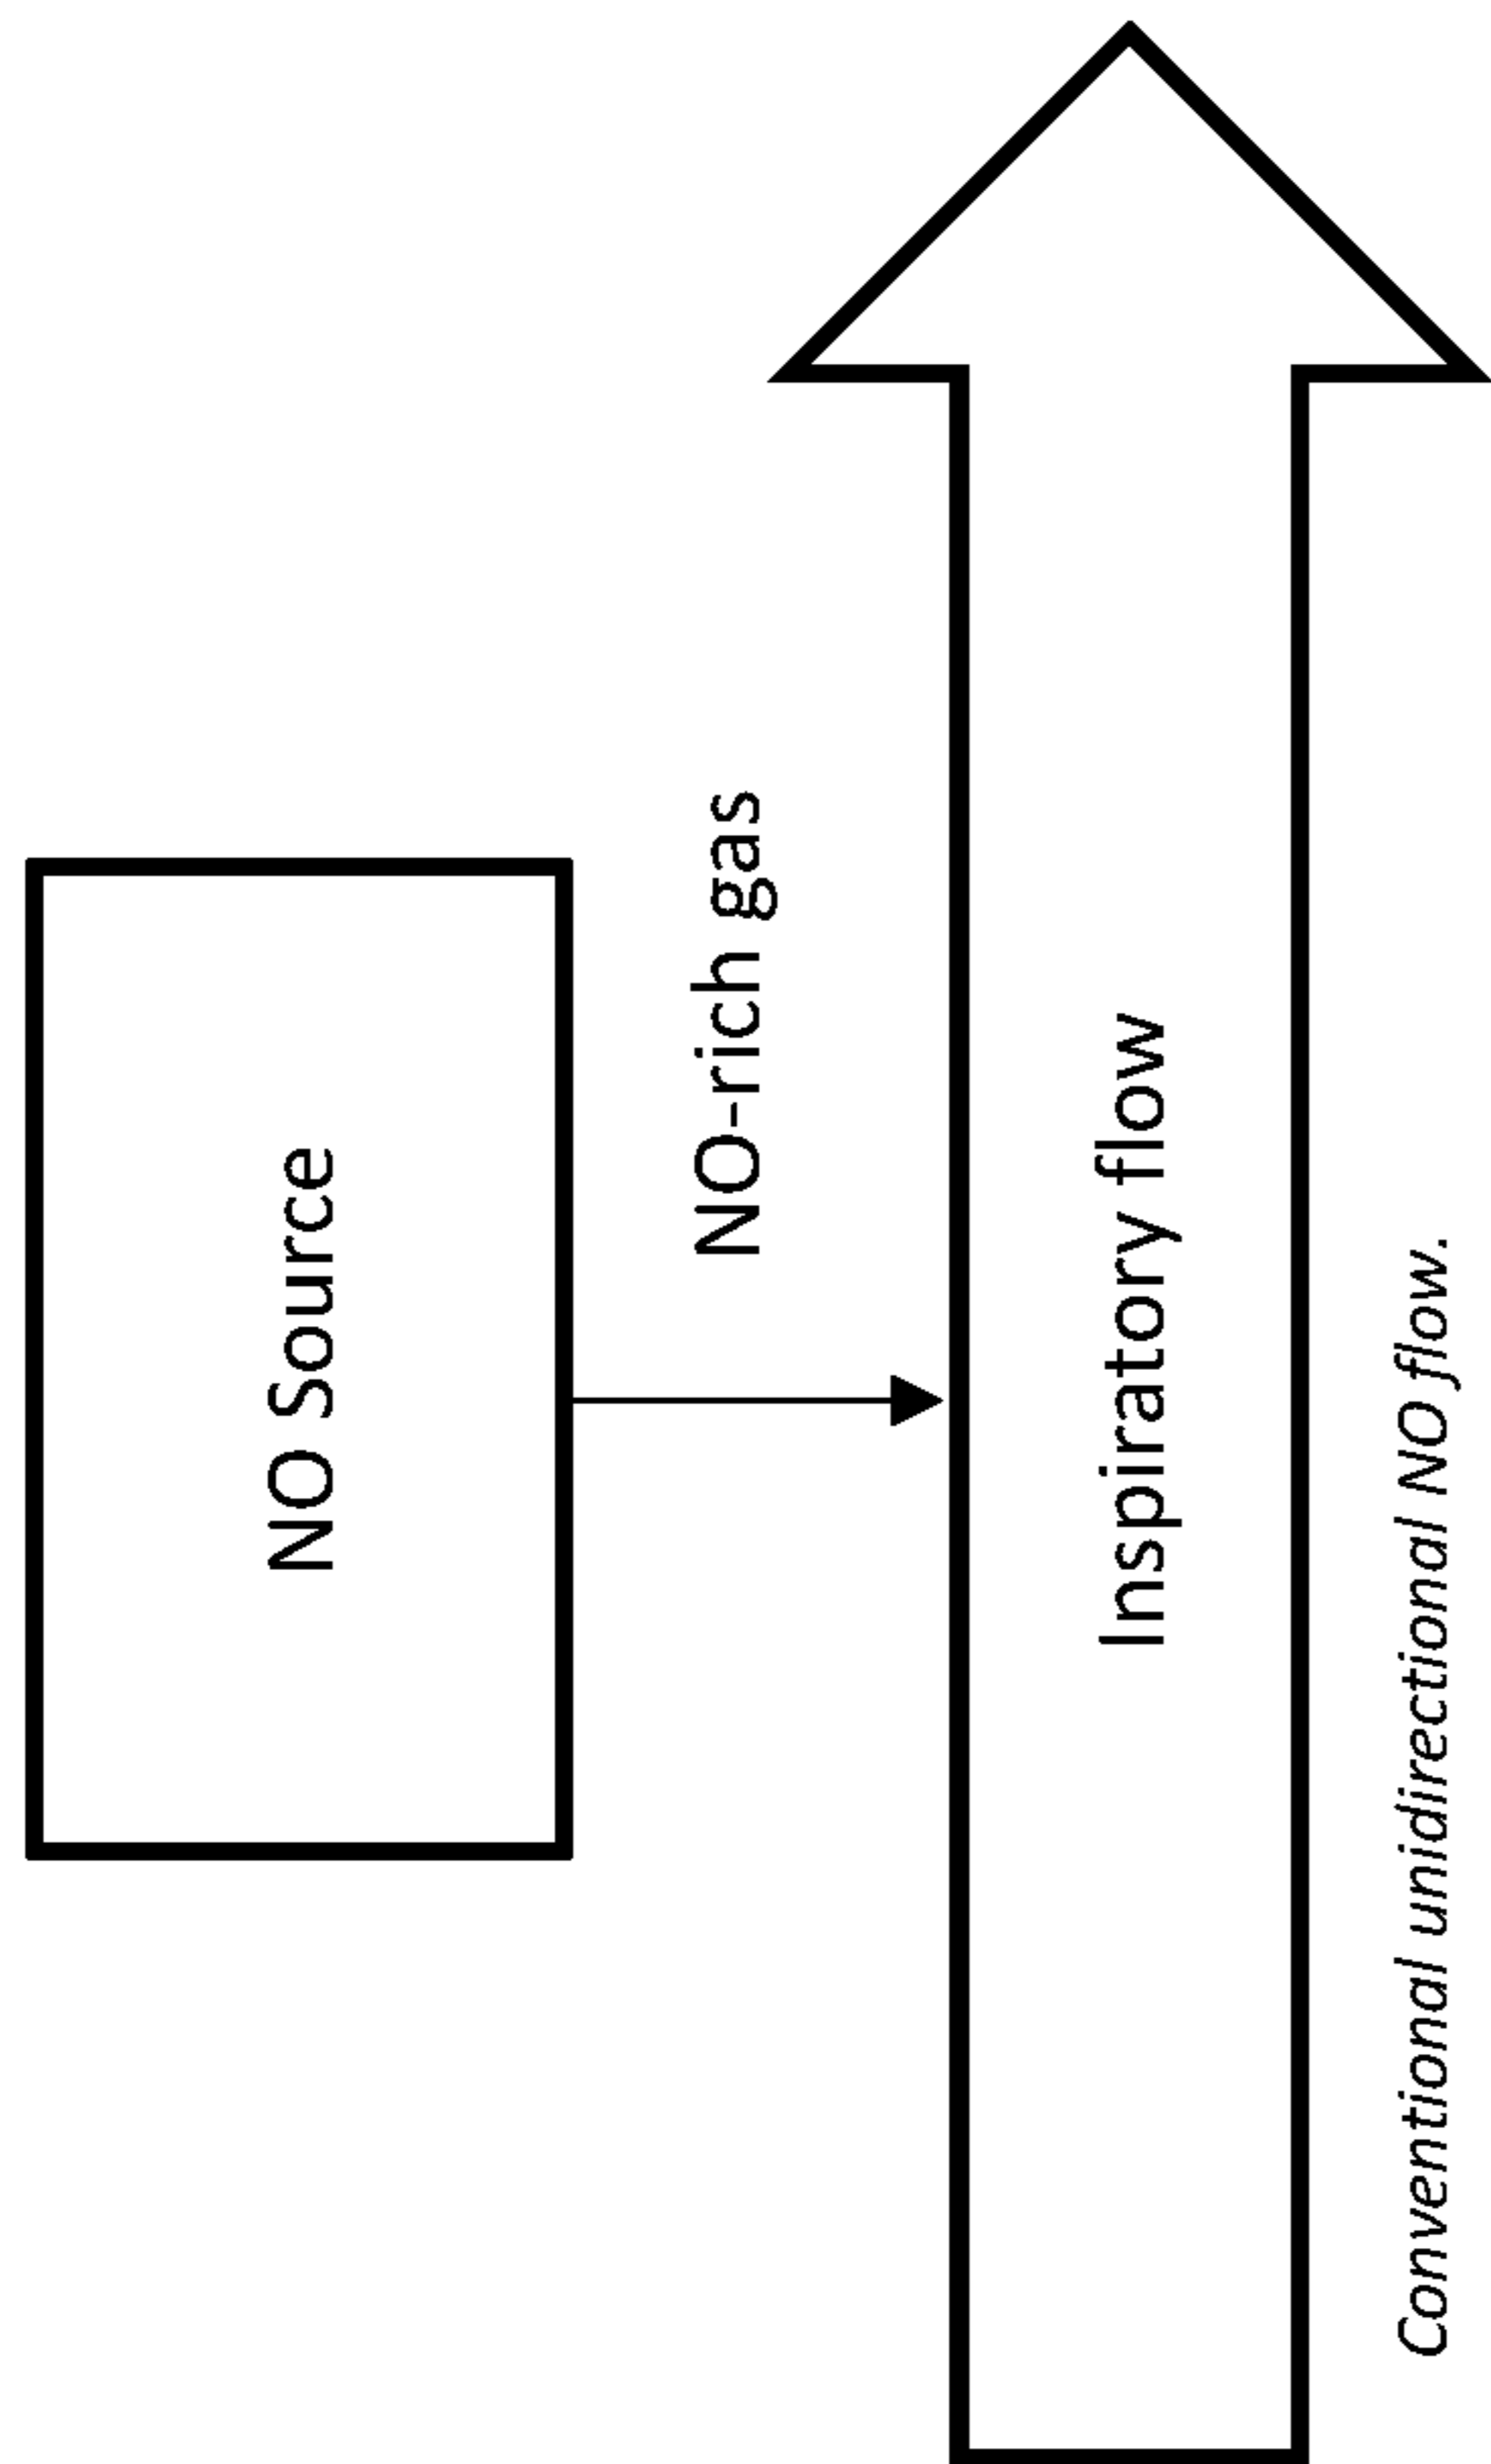 NO Source
NO-rich gas
Inspiratory flow
Conventional unidirectional NO flow.